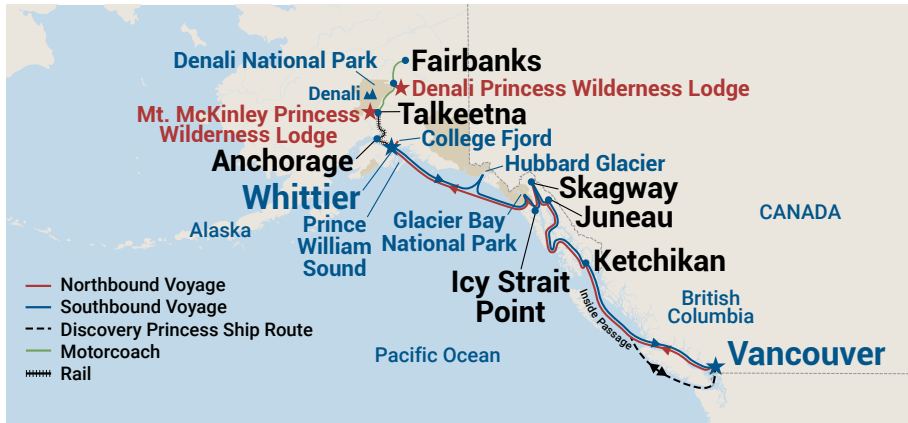 Fairbanks
Denali National Park
Denali
Denali Princess Wilderness Lodge
Mt. McKinley Princess
Wilderness Lodge
Talkeetna
College Fjord
Anchorage
Hubbard Glacier
Whittier
Skagway
Juneau
Prince
William
Sound
Glacier Bay
National Park
CANADA
Alaska
Ketchikan
Icy Strait
Point
Northbound Voyage
Southbound Voyage
Discovery Princess Ship Route
Motorcoach
Rail
Inside Passage
British
Columbia
Pacific Ocean
Vancouver